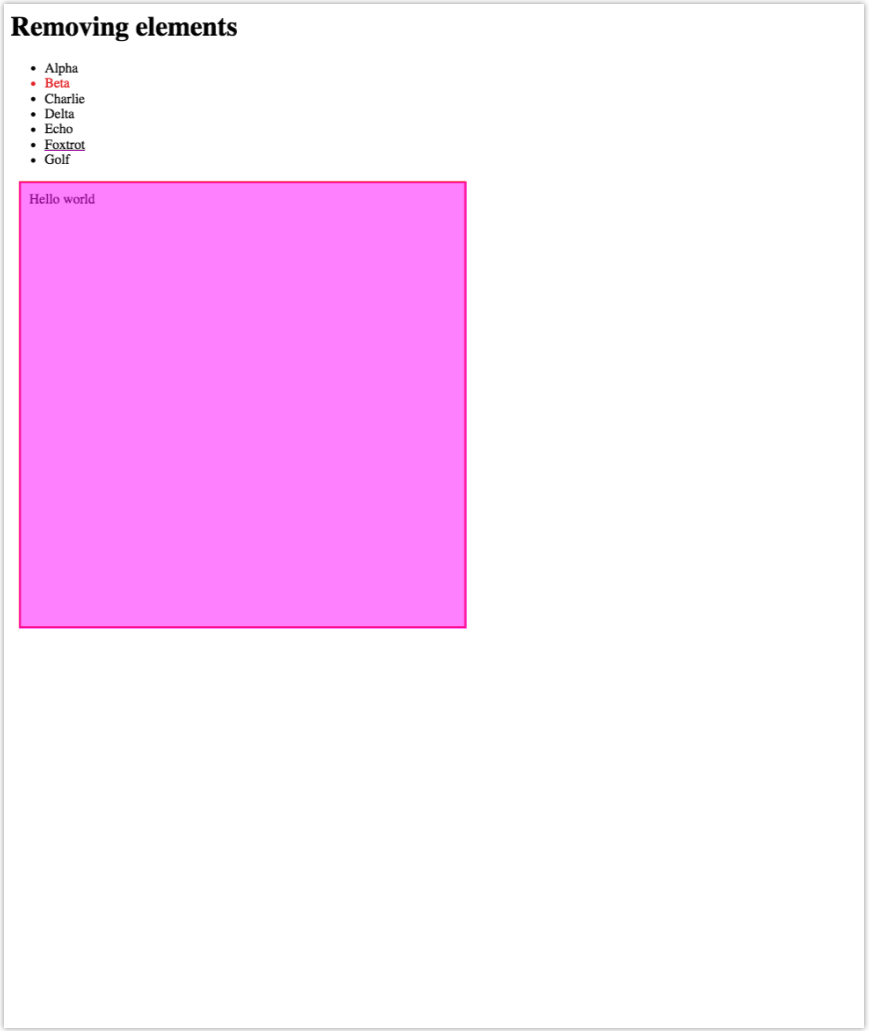 Removing elements
Alpha
Beta
Charlie
Delta
Echo
Foxtrot
Golf
Hello world